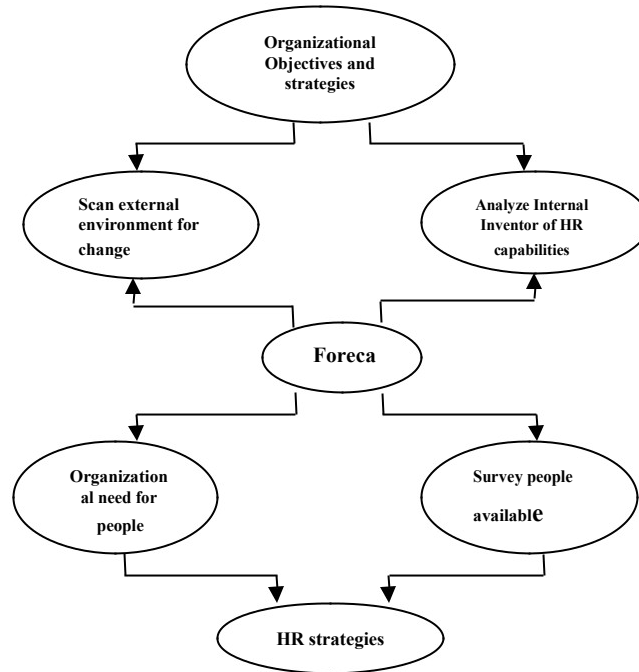 Organizational
Objectives and
strategies
Scan external
environment for
change
Analyze Internal
Inventor of HR
capabilities
Foreca
Organization
al need for
people
Survey people
available
HR strategies